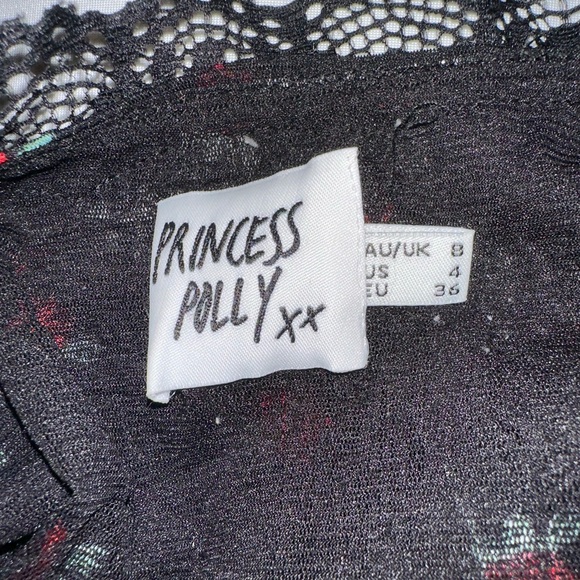 PRINCESS
POLLY xx
AU/UK 8
US 4
EU 36